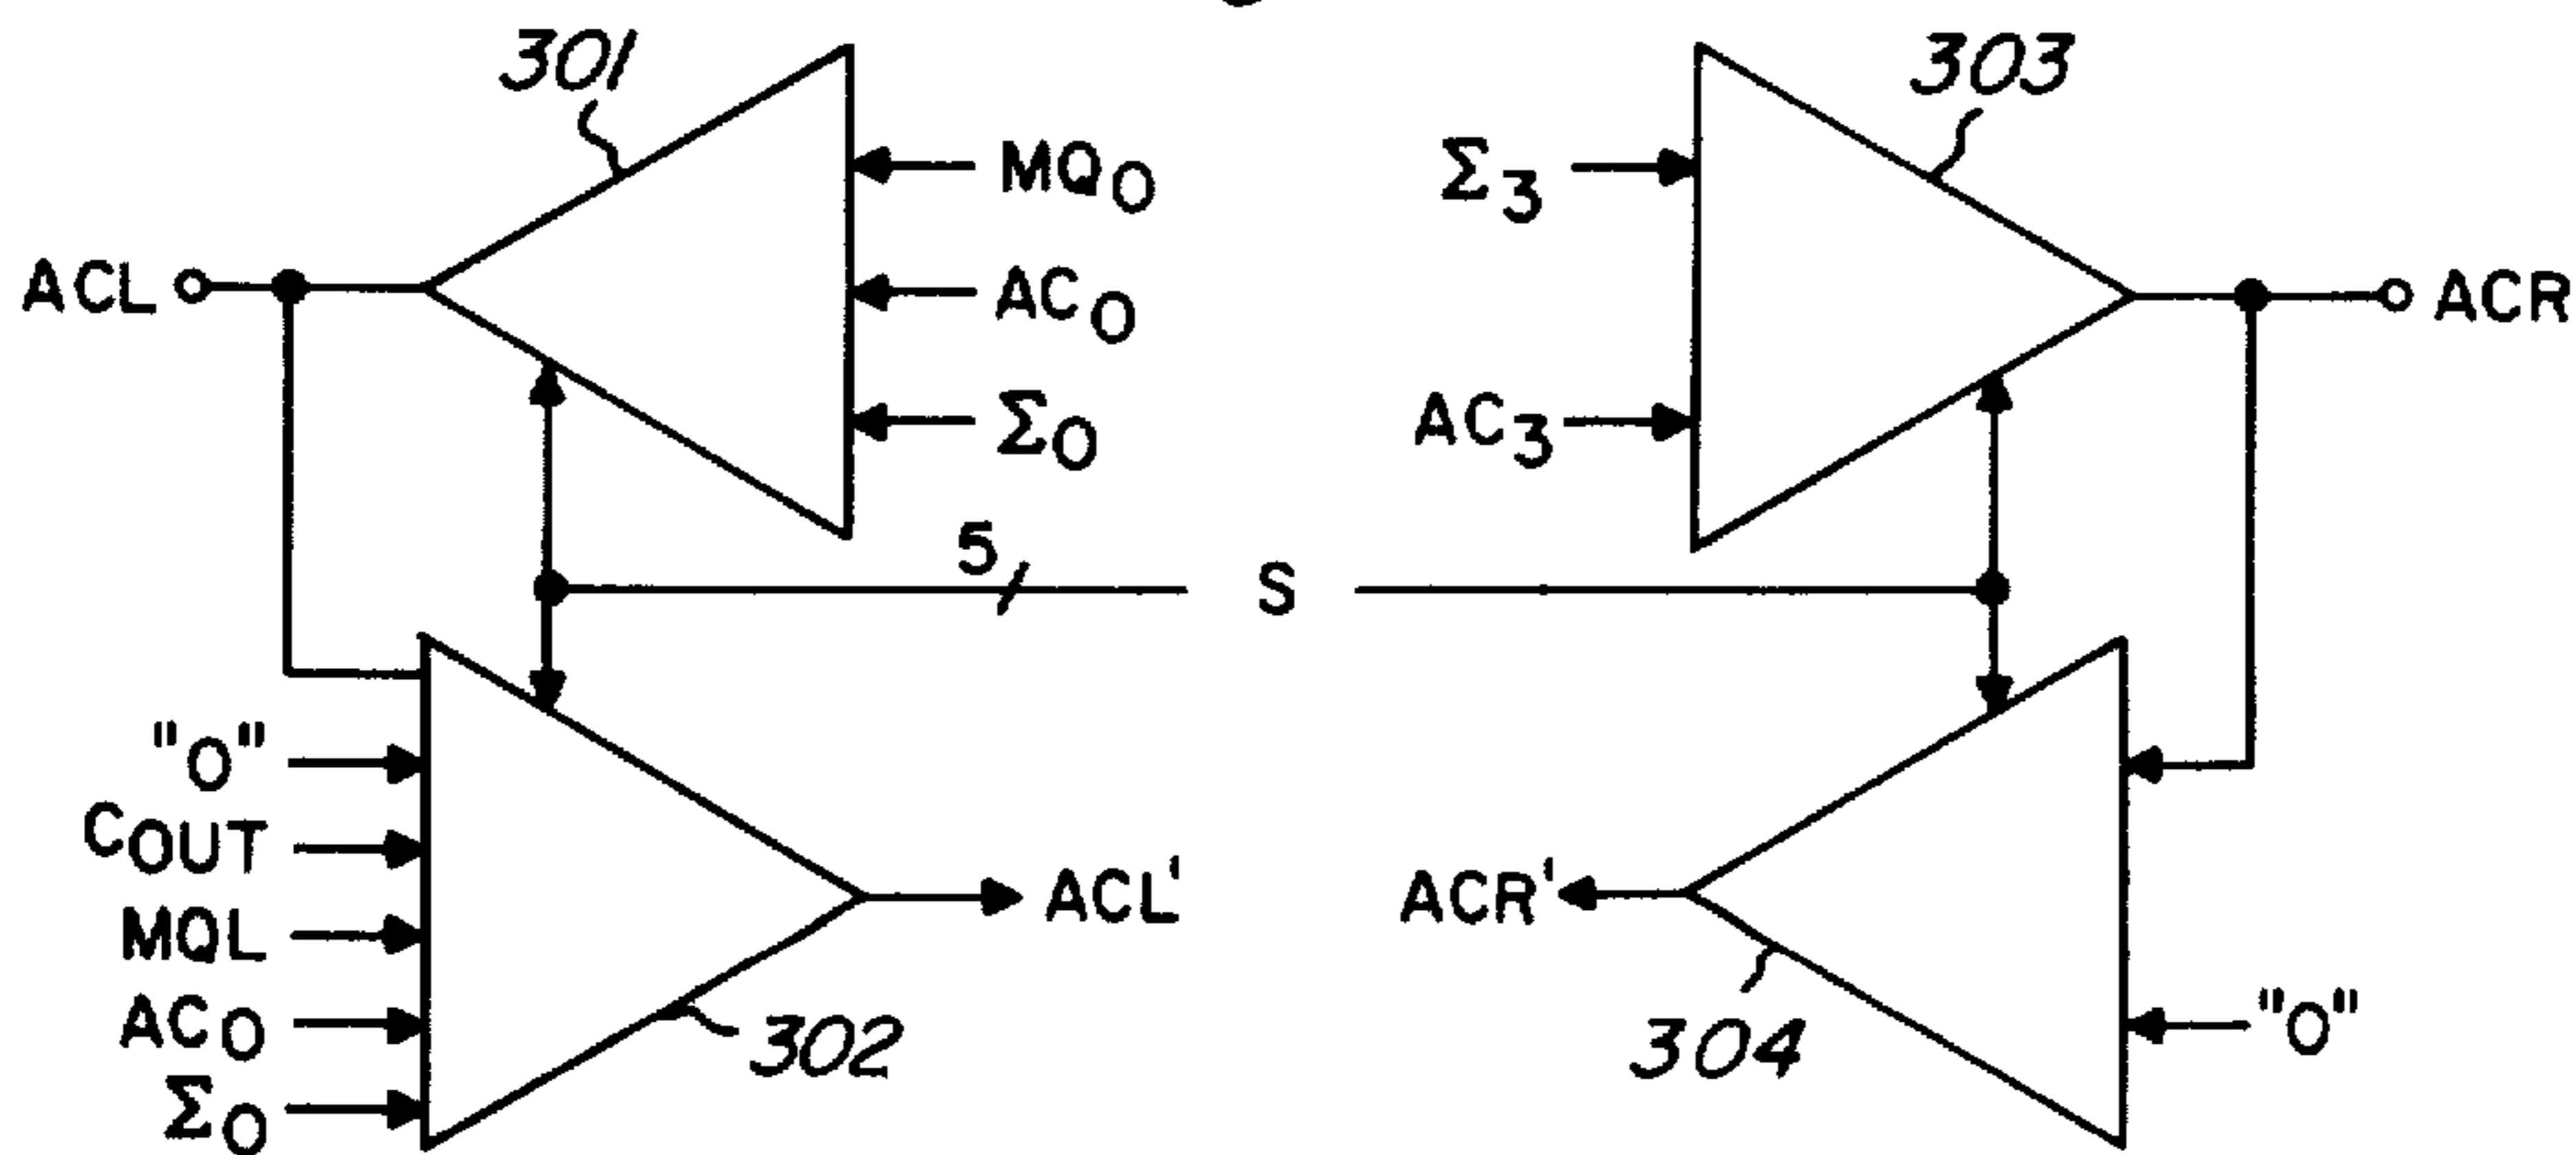 301
303
MQ0
Σ3
ACL
AC0
ACR
Σ0
AC3
5
S
"0"
COUT
MQL
ACL'
ACR'
AC0
302
304
"0"
Σ0